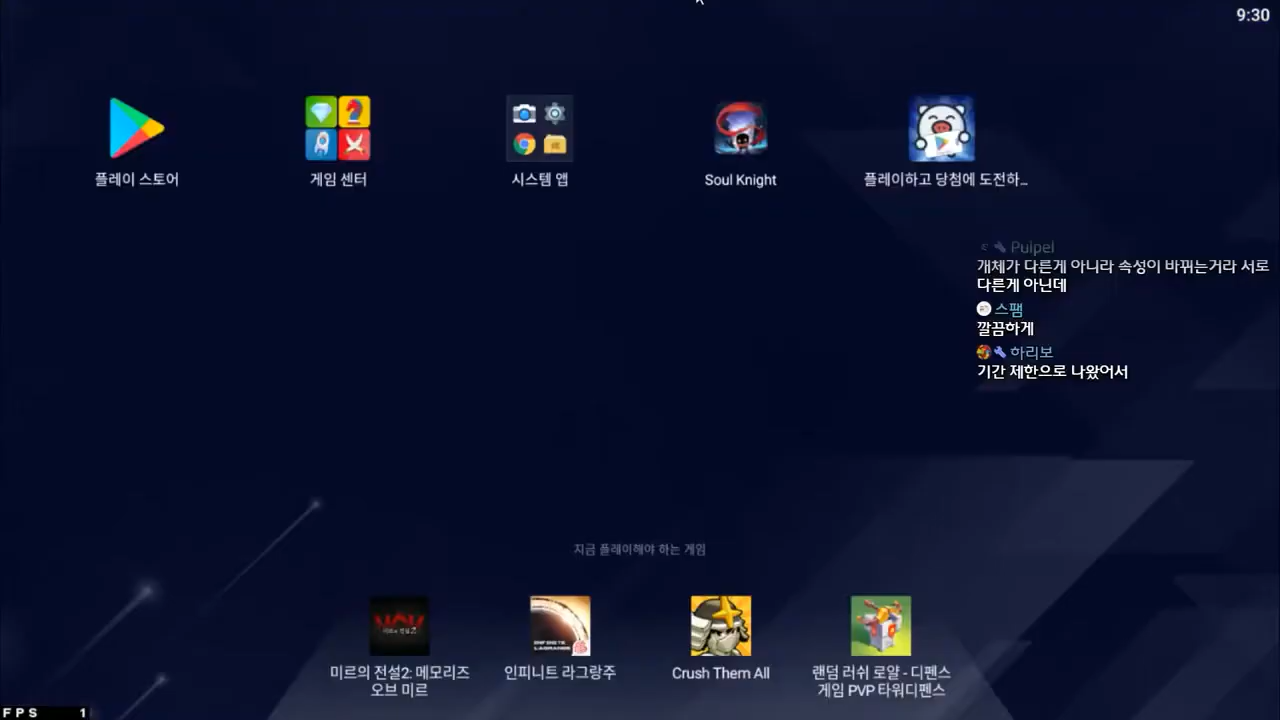 9:30
플레이 스토어
게임 센터
시스템 앱
Soul Knight
플레이하고 당첨에 도전하...
Puipel
개체가 다른게 아니라 속성이 바뀌는거라 서로
다른게 아닌데
스팸
깔끔하게
하리보
기간 제한으로 나왔어서
지금 플레이해야 하는 게임
INFINITE
LAGRANGE
미르의 전설2: 메모리즈
오브 미르
인피니트 라그랑주
Crush Them All
랜덤 러쉬 로얄 - 디펜스
게임 PVP 타워디펜스
FPS 1